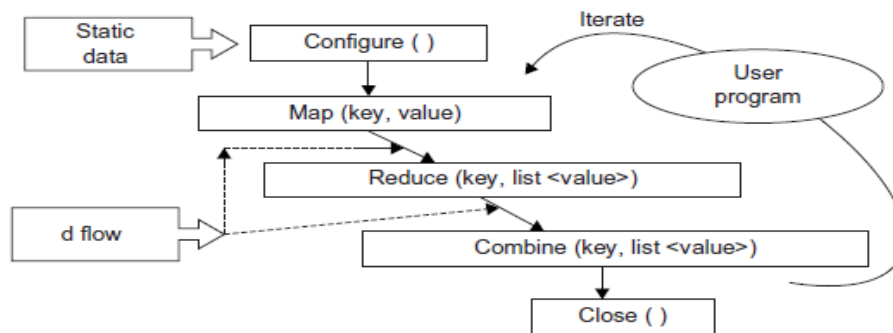 Static
data
Configure ( )
Iterate
User
program
Map (key, value)
Reduce (key, list <value>)
d flow
Combine (key, list <value>)
Close ( )